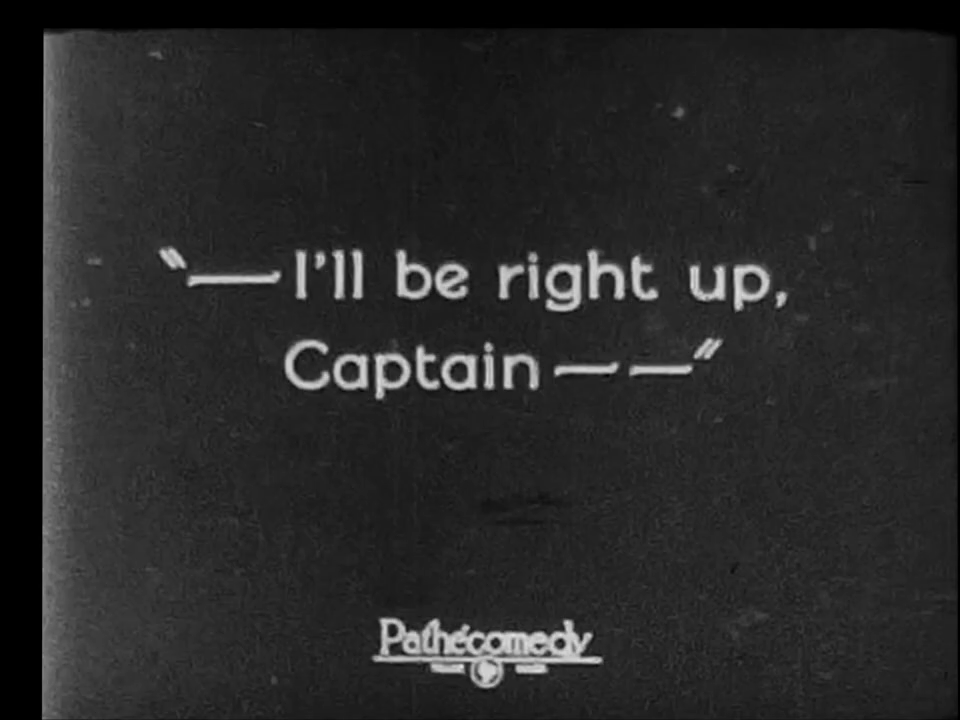 "—I'll be right up,
Captain — —"
Pathécomedy